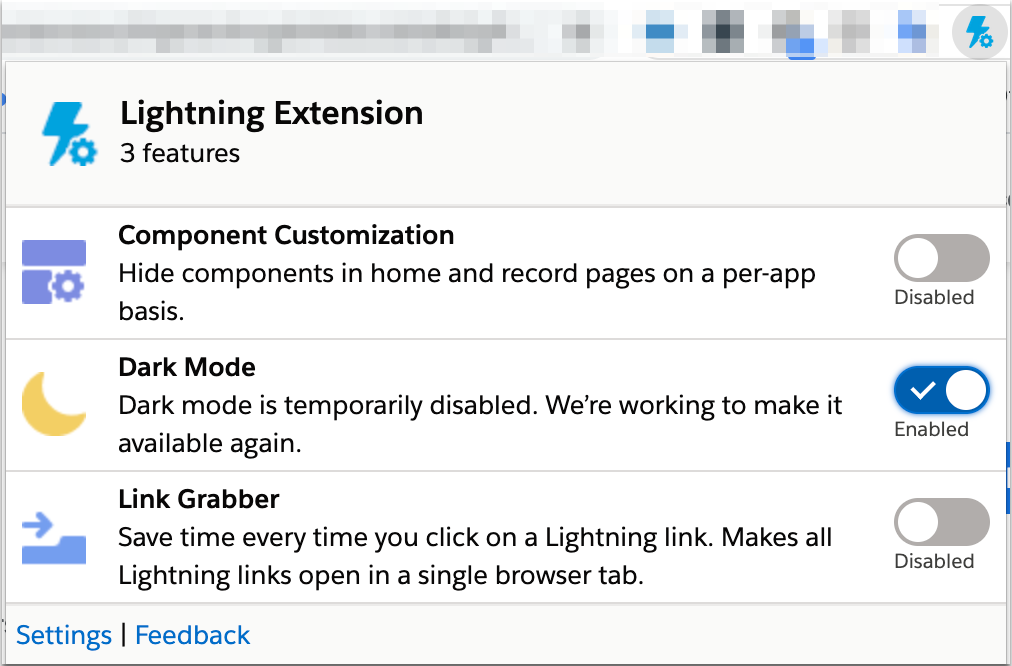 Lightning Extension
3 features
Component Customization
Hide components in home and record pages on a per-app
basis.
Disabled
Dark Mode
Dark mode is temporarily disabled. We’re working to make it
available again.
Enabled
Link Grabber
Save time every time you click on a Lightning link. Makes all
Lightning links open in a single browser tab.
Disabled
Settings | Feedback